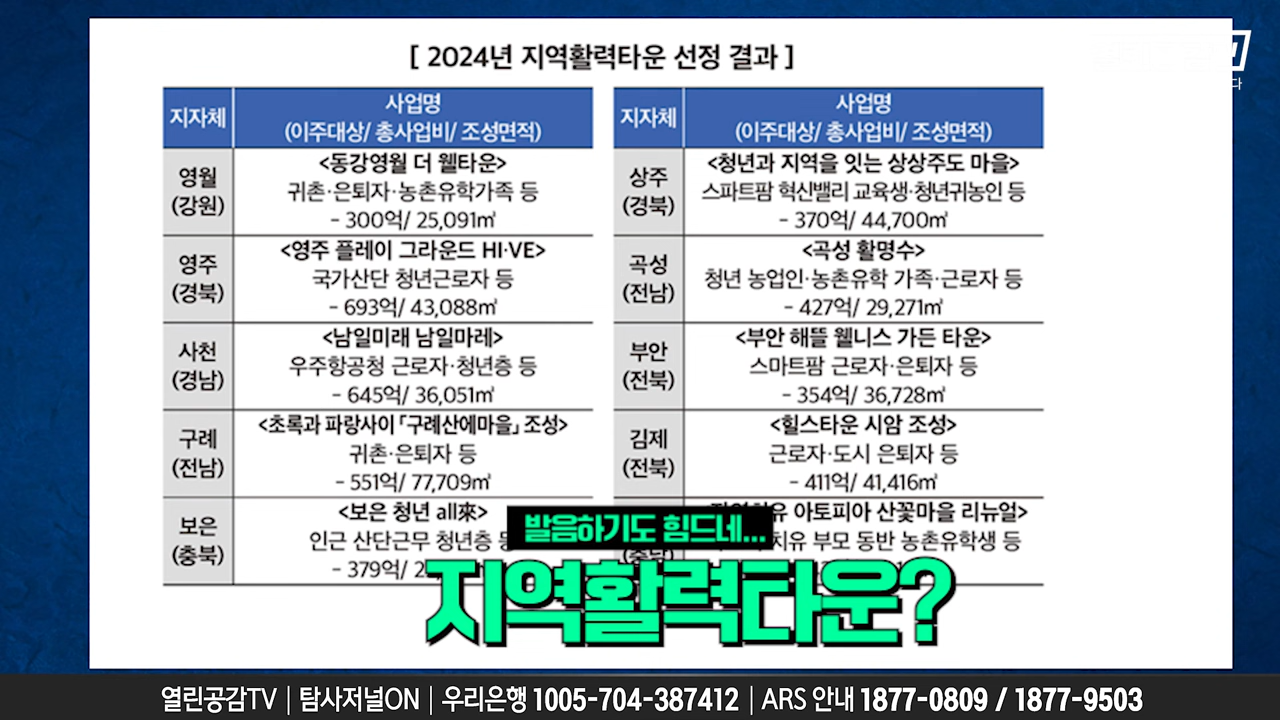 [ 2024년 지역활력타운 선정 결과 ]
지자체
사업명
(이주대상/ 총사업비/ 조성면적)
영월
(강원)
<동강영월 더 웰타운>
귀촌·은퇴자·농촌유학가족 등
- 300억/ 25,091㎡
영주
(경북)
<영주 플레이 그라운드 HI·VE>
국가산단 청년근로자 등
- 693억/ 43,088㎡
사천
(경남)
<남일미래 남일마레>
우주항공청 근로자·청년층 등
- 645억/ 36,051㎡
구례
(전남)
<초록과 파랑사이「구례산에마을」조성>
귀촌·은퇴자 등
- 551억/ 77,709㎡
보은
(충북)
<보은 청년 all來>
인근 산단근무 청년층
- 379억/
지자체
사업명
(이주대상/ 총사업비/ 조성면적)
상주
(경북)
<청년과 지역을 잇는 상상주도 마을>
스파트팜 혁신밸리 교육생·청년귀농인 등
- 370억/ 44,700㎡
곡성
(전남)
<곡성 활명수>
청년 농업인·농촌유학 가족·근로자 등
- 427억/ 29,271㎡
부안
(전북)
<부안 해뜰 웰니스 가든 타운>
스마트팜 근로자·은퇴자 등
- 354억/ 36,728㎡
김제
(전북)
<힐스타운 시암 조성>
근로자·도시 은퇴자 등
- 411억/ 41,416㎡
아토피아 산꽃마을 리뉴얼>
치유 부모 동반 농촌유학생 등
발음하기도 힘드네...
지역활력타운?
열린공감TV | 탐사저널ON | 우리은행 1005-704-387412 | ARS 안내 1877-0809 / 1877-9503